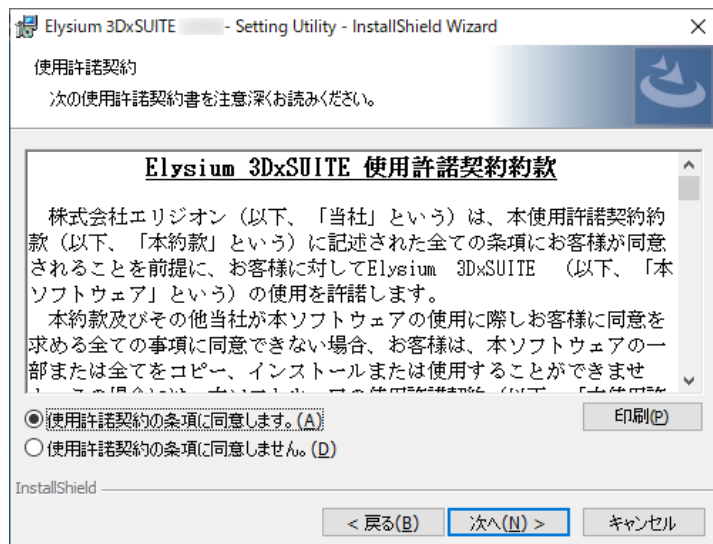 Elysium 3DxSUITE - Setting Utility - InstallShield Wizard
使用許諾契約
次の使用許諾契約書を注意深くお読みください。
Elysium 3DxSUITE 使用許諾契約約款
株式会社エリジオン（以下、「当社」という）は、本使用許諾契約約
款（以下、「本約款」という）に記述された全ての条項にお客様が同意
されることを前提に、お客様に対してElysium 3DxSUITE （以下、「本
ソフトウェア」という）の使用を許諾します。
本約款及びその他当社が本ソフトウェアの使用に際しお客様に同意を
求める全ての事項に同意できない場合、お客様は、本ソフトウェアの一
部または全てをコピー、インストールまたは使用することができませ
使用許諾契約の条項に同意します。(A)
印刷(P)
使用許諾契約の条項に同意しません。(D)
InstallShield
< 戻る(B)
次へ(N) >
キャンセル